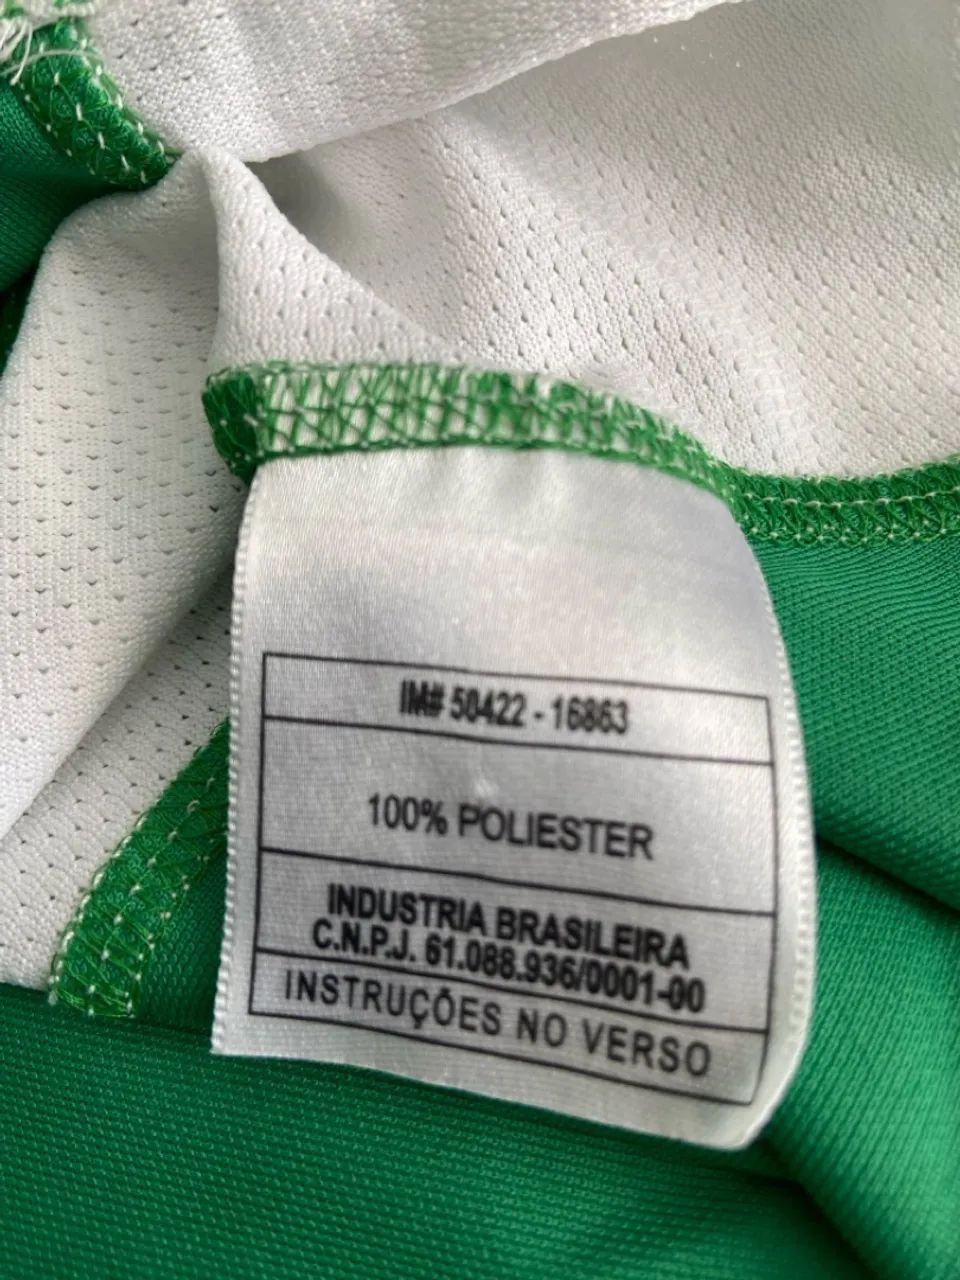 IM# 50422 - 16863
100% POLIESTER
INDUSTRIA BRASILEIRA
C.N.P.J. 61.088.936/0001-00
INSTRUÇÕES NO VERSO